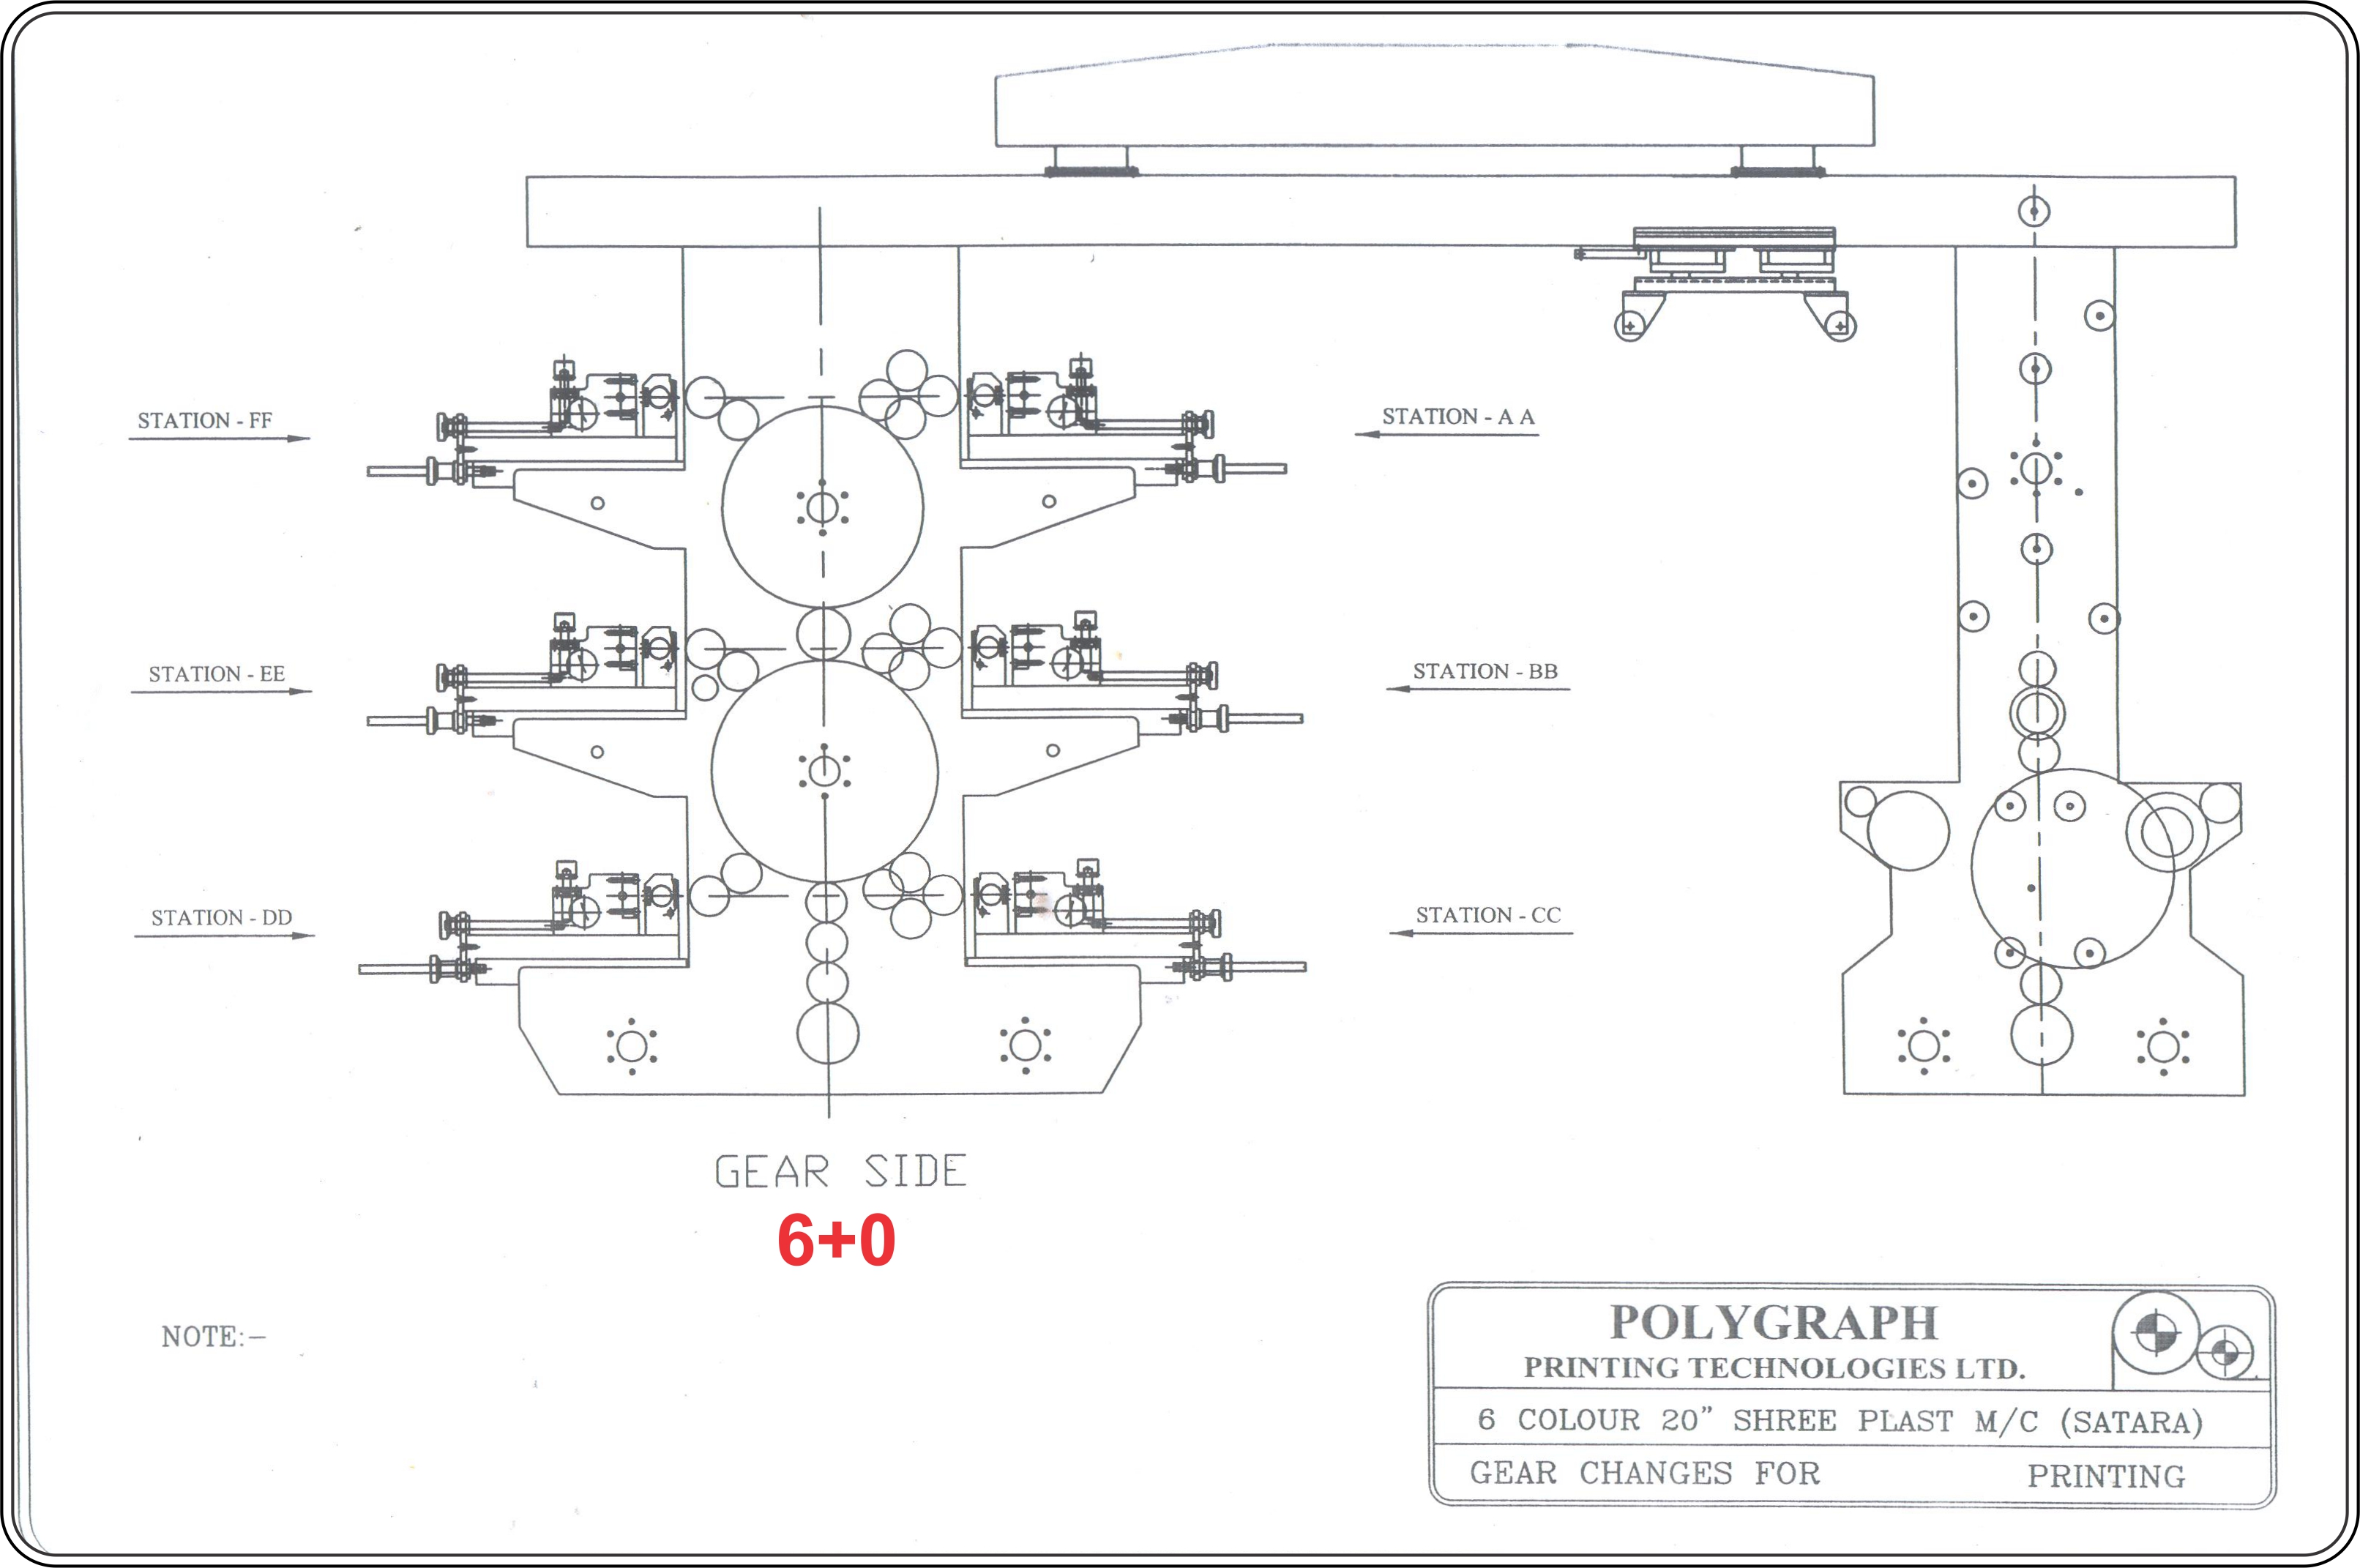 STATION - FF
STATION - A A
STATION - EE
STATION - BB
STATION - DD
STATION - CC
GEAR SIDE
6+0
NOTE:-
POLYGRAPH
PRINTING TECHNOLOGIES LTD.
6 COLOUR 20" SHREE PLAST M/C (SATARA)
GEAR CHANGES FOR PRINTING